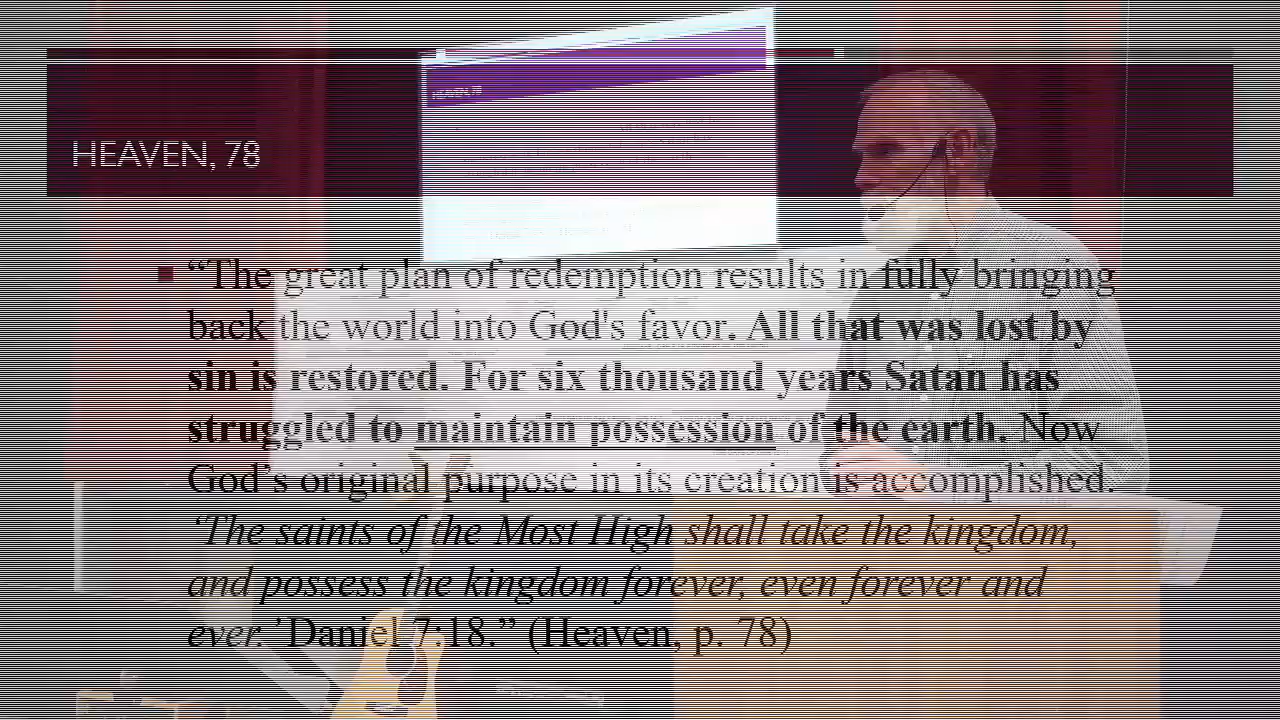 HEAVEN, 78
HEAVEN, 78
“The great plan of redemption results in fully bringing
back the world into God's favor. All that was lost by
sin is restored. For six thousand years Satan has
struggled to maintain possession of the earth. Now
God’s original purpose in its creation is accomplished.
‘The saints of the Most High shall take the kingdom,
and possess the kingdom forever, even forever and
ever.’ Daniel 7:18.” (Heaven, p. 78)